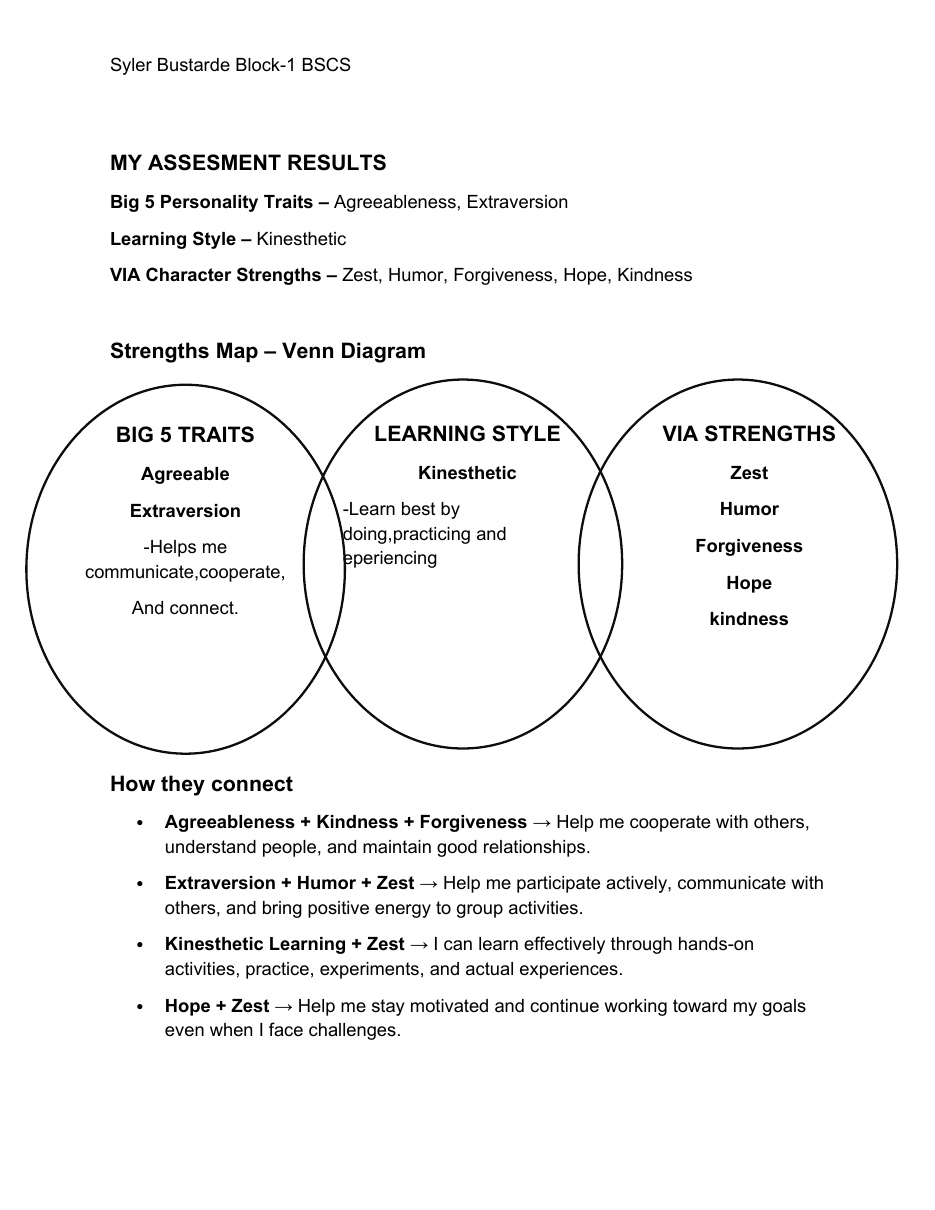 Syler Bustarde Block-1 BSCS
MY ASSESMENT RESULTS
Big 5 Personality Traits – Agreeableness, Extraversion
Learning Style – Kinesthetic
VIA Character Strengths – Zest, Humor, Forgiveness, Hope, Kindness
Strengths Map – Venn Diagram
BIG 5 TRAITS
Agreeable
Extraversion
-Helps me
communicate,cooperate,
And connect.
LEARNING STYLE
Kinesthetic
-Learn best by
doing,practicing and
eperiencing
VIA STRENGTHS
Zest
Humor
Forgiveness
Hope
kindness
How they connect
• Agreeableness + Kindness + Forgiveness → Help me cooperate with others,
understand people, and maintain good relationships.
• Extraversion + Humor + Zest → Help me participate actively, communicate with
others, and bring positive energy to group activities.
• Kinesthetic Learning + Zest → I can learn effectively through hands-on
activities, practice, experiments, and actual experiences.
• Hope + Zest → Help me stay motivated and continue working toward my goals
even when I face challenges.